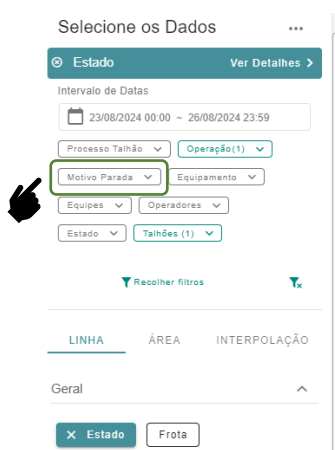 Selecione os Dados ...
Estado Ver Detalhes
Intervalo de Datas
23/08/2024 00:00 ~ 26/08/2024 23:59
Processo Talhão Operação(1)
Motivo Parada Equipamento
Equipes Operadores
Estado Talhões (1)
Recolher filtros
LINHA ÁREA INTERPOLAÇÃO
Geral
Estado Frota